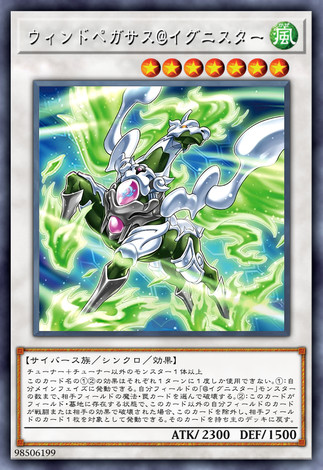 ウィンドペガサス@イグニスター
風
【サイバース族／シンクロ／効果】
チューナー＋チューナー以外のモンスター１体以上
このカード名の①②の効果はそれぞれ１ターンに１度しか使用できない。①：自
分メインフェイズに発動できる。自分フィールドの「@イグニスター」モンスター
の数まで、相手フィールドの魔法・罠カードを選んで破壊する。②：このカードが
フィールド・墓地に存在する状態で、このカード以外の自分フィールドのカード
が戦闘または相手の効果で破壊された場合、このカードを除外し、相手フィール
ドのカード１枚を対象として発動できる。そのカードを持ち主のデッキに戻す。
ATK/2300 DEF/1500
98506199